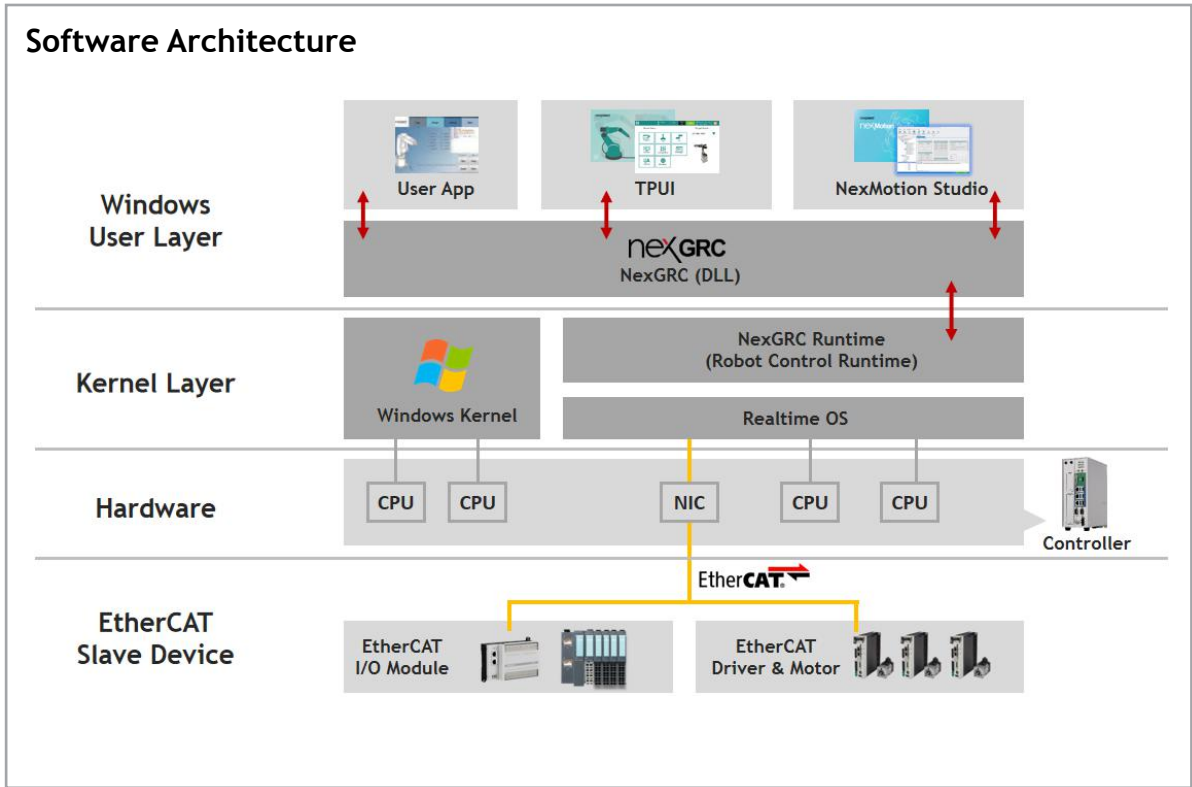 Software Architecture
User App
TPUI
NexMotion Studio
Windows
User Layer
nexGRC
NexGRC (DLL)
Kernel Layer
Windows Kernel
NexGRC Runtime
(Robot Control Runtime)
Realtime OS
Hardware
CPU
CPU
NIC
CPU
CPU
Controller
EtherCAT
EtherCAT
Slave Device
EtherCAT
I/O Module
EtherCAT
Driver & Motor